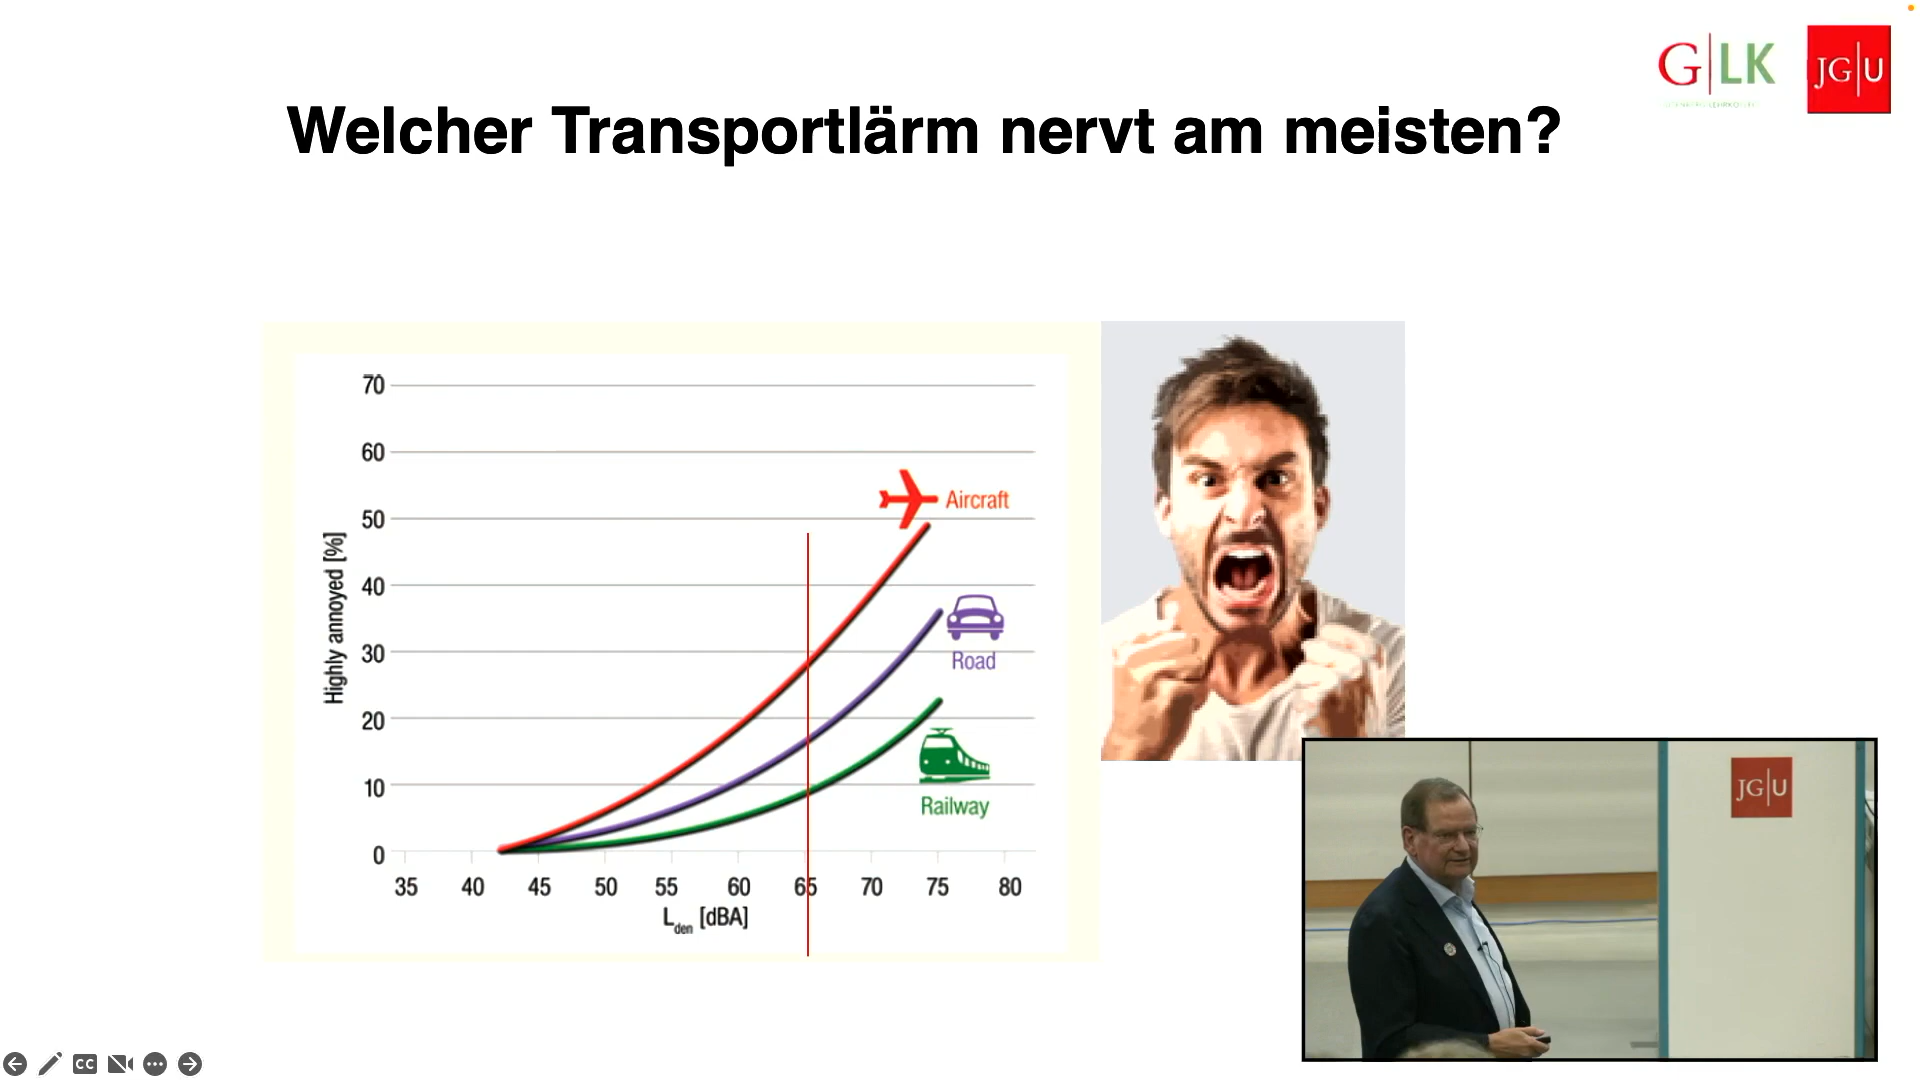 G|LK
JG|U
Welcher Transportlärm nervt am meisten?
70
60
50
40
30
20
10
0
Highly annoyed [%]
Aircraft
Road
Railway
35 40 45 50 55 60 65 70 75 80
Lden [dBA]
JG|U
CC